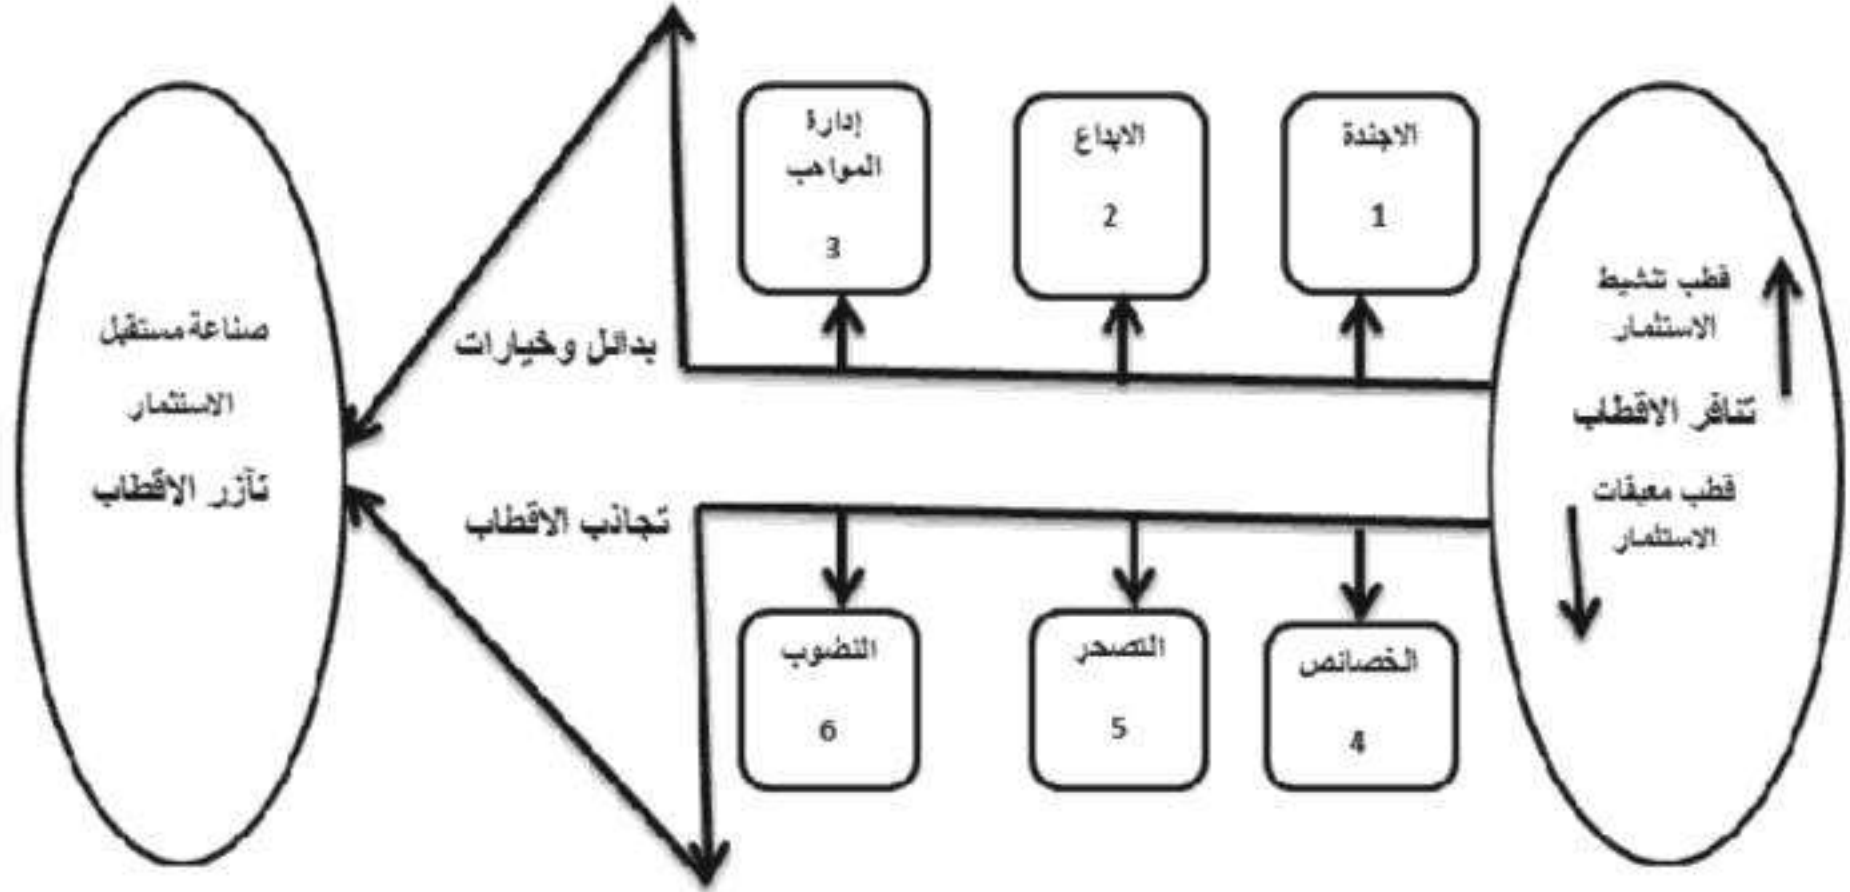 قطب تنشيط
الاستثمار
تنافر الاقطاب
قطب معيقات
الاستثمار
الاجندة
1
الابداع
2
إدارة
المواهب
3
بدائل وخيارات
تجاذب الاقطاب
الخصائص
4
التصحر
5
النضوب
6
صناعة مستقبل
الاستثمار
تآزر الاقطاب